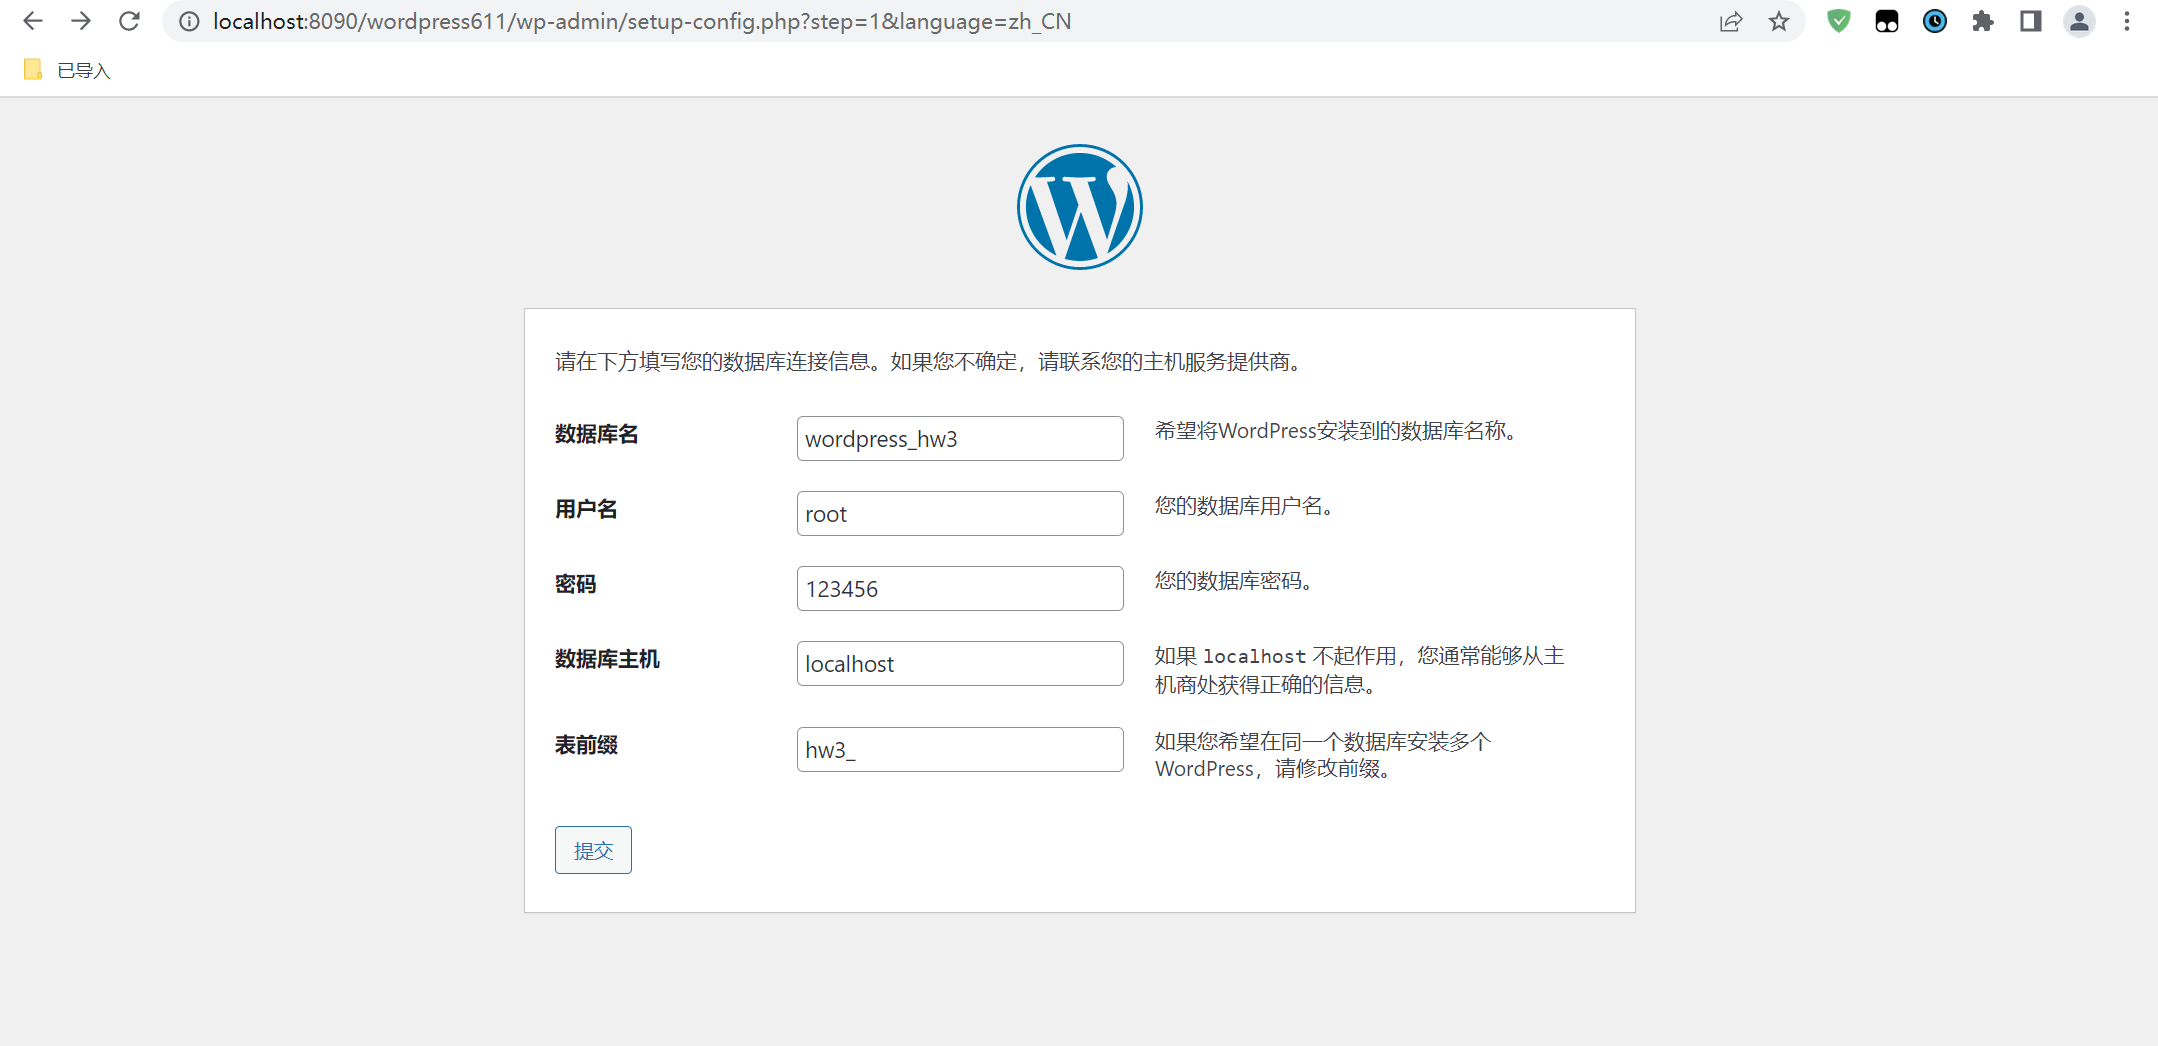 localhost:8090/wordpress611/wp-admin/setup-config.php?step=1&language=zh_CN
已导入
请在下方填写您的数据库连接信息。如果您不确定，请联系您的主机服务提供商。
数据库名
wordpress_hw3
希望将WordPress安装到的数据库名称。
用户名
root
您的数据库用户名。
密码
123456
您的数据库密码。
数据库主机
localhost
如果 localhost 不起作用，您通常能够从主
机商处获得正确的信息。
表前缀
hw3_
如果您希望在同一个数据库安装多个
WordPress，请修改前缀。
提交